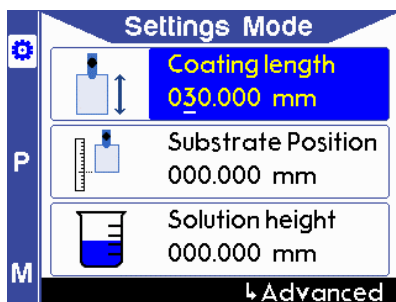 Settings Mode
Coating length
030.000 mm
P
Substrate Position
000.000 mm
Solution height
000.000 mm
M
↳ Advanced